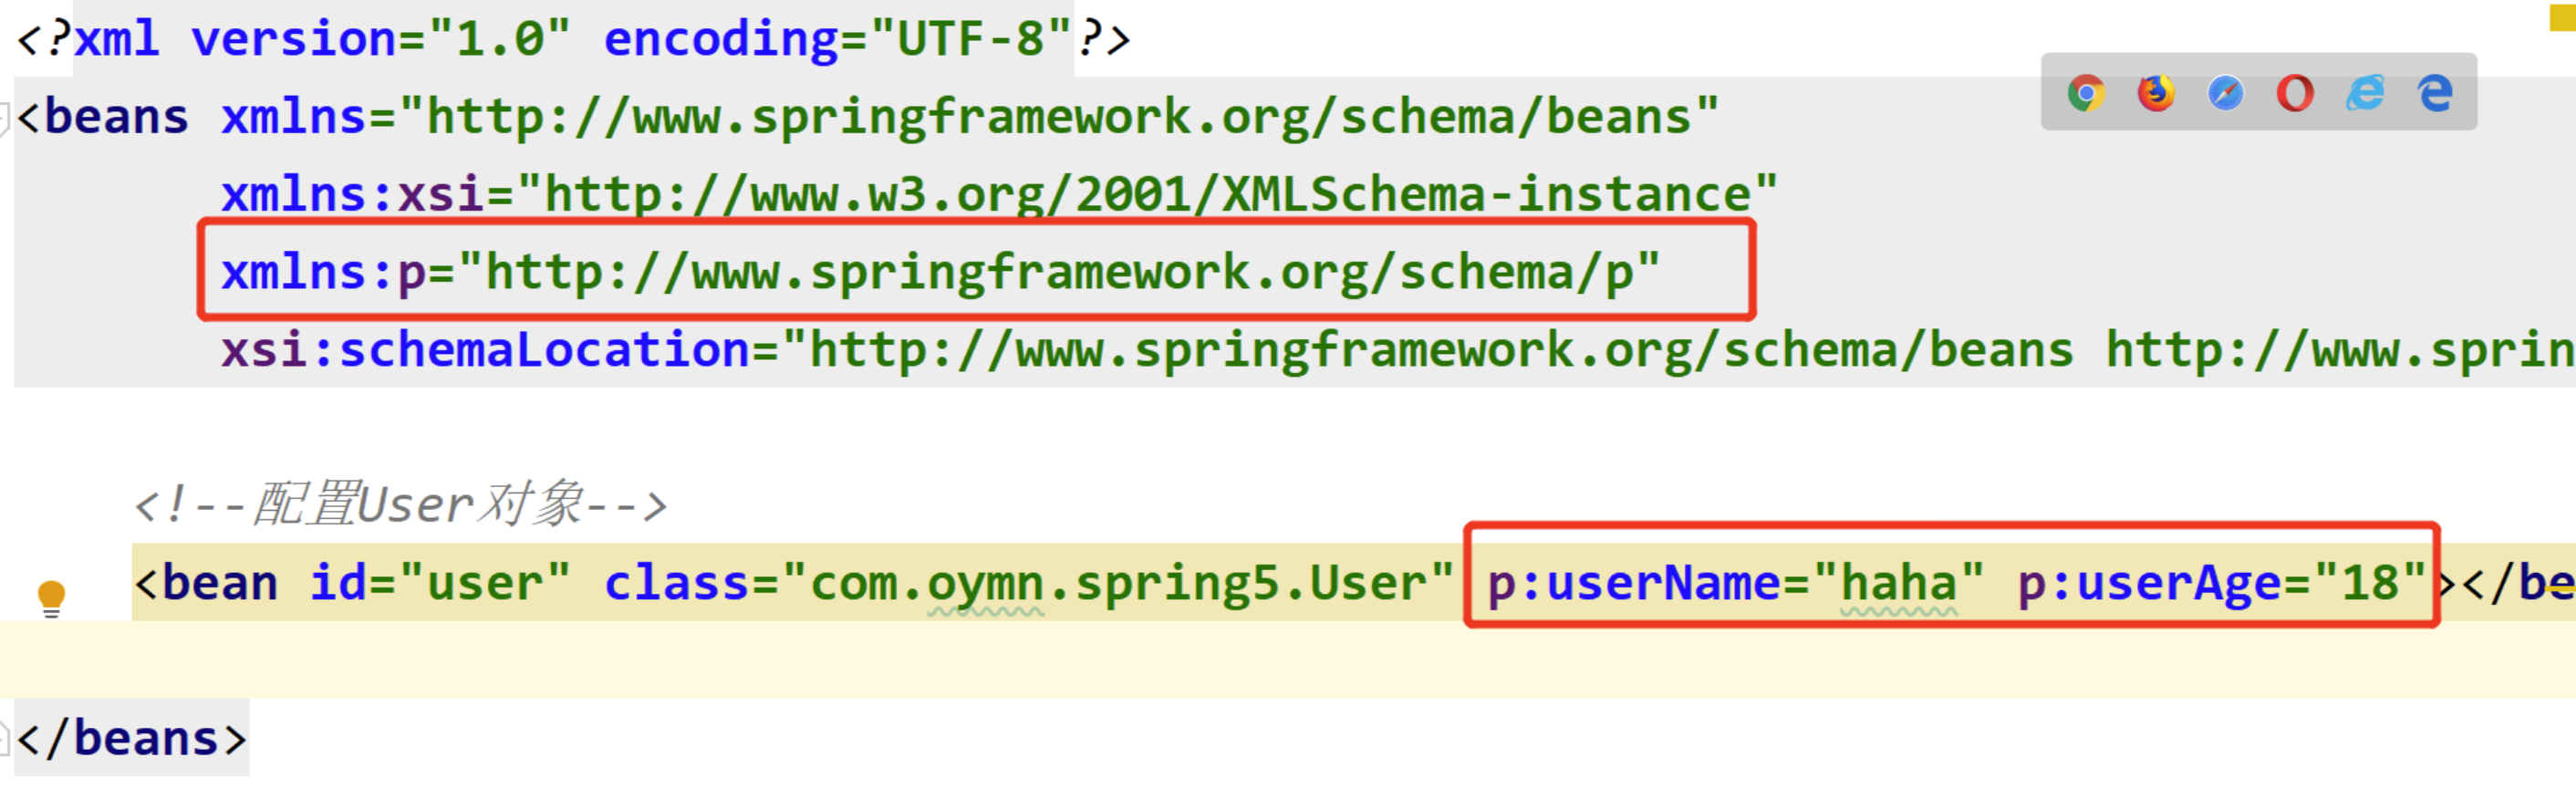 <?xml version="1.0" encoding="UTF-8"?>
<beans xmlns="http://www.springframework.org/schema/beans"
xmlns:xsi="http://www.w3.org/2001/XMLSchema-instance"
xmlns:p="http://www.springframework.org/schema/p"
xsi:schemaLocation="http://www.springframework.org/schema/beans http://www.sprin
<!--配置User对象-->
<bean id="user" class="com.oymn.spring5.User" p:userName="haha" p:userAge="18"></be
</beans>